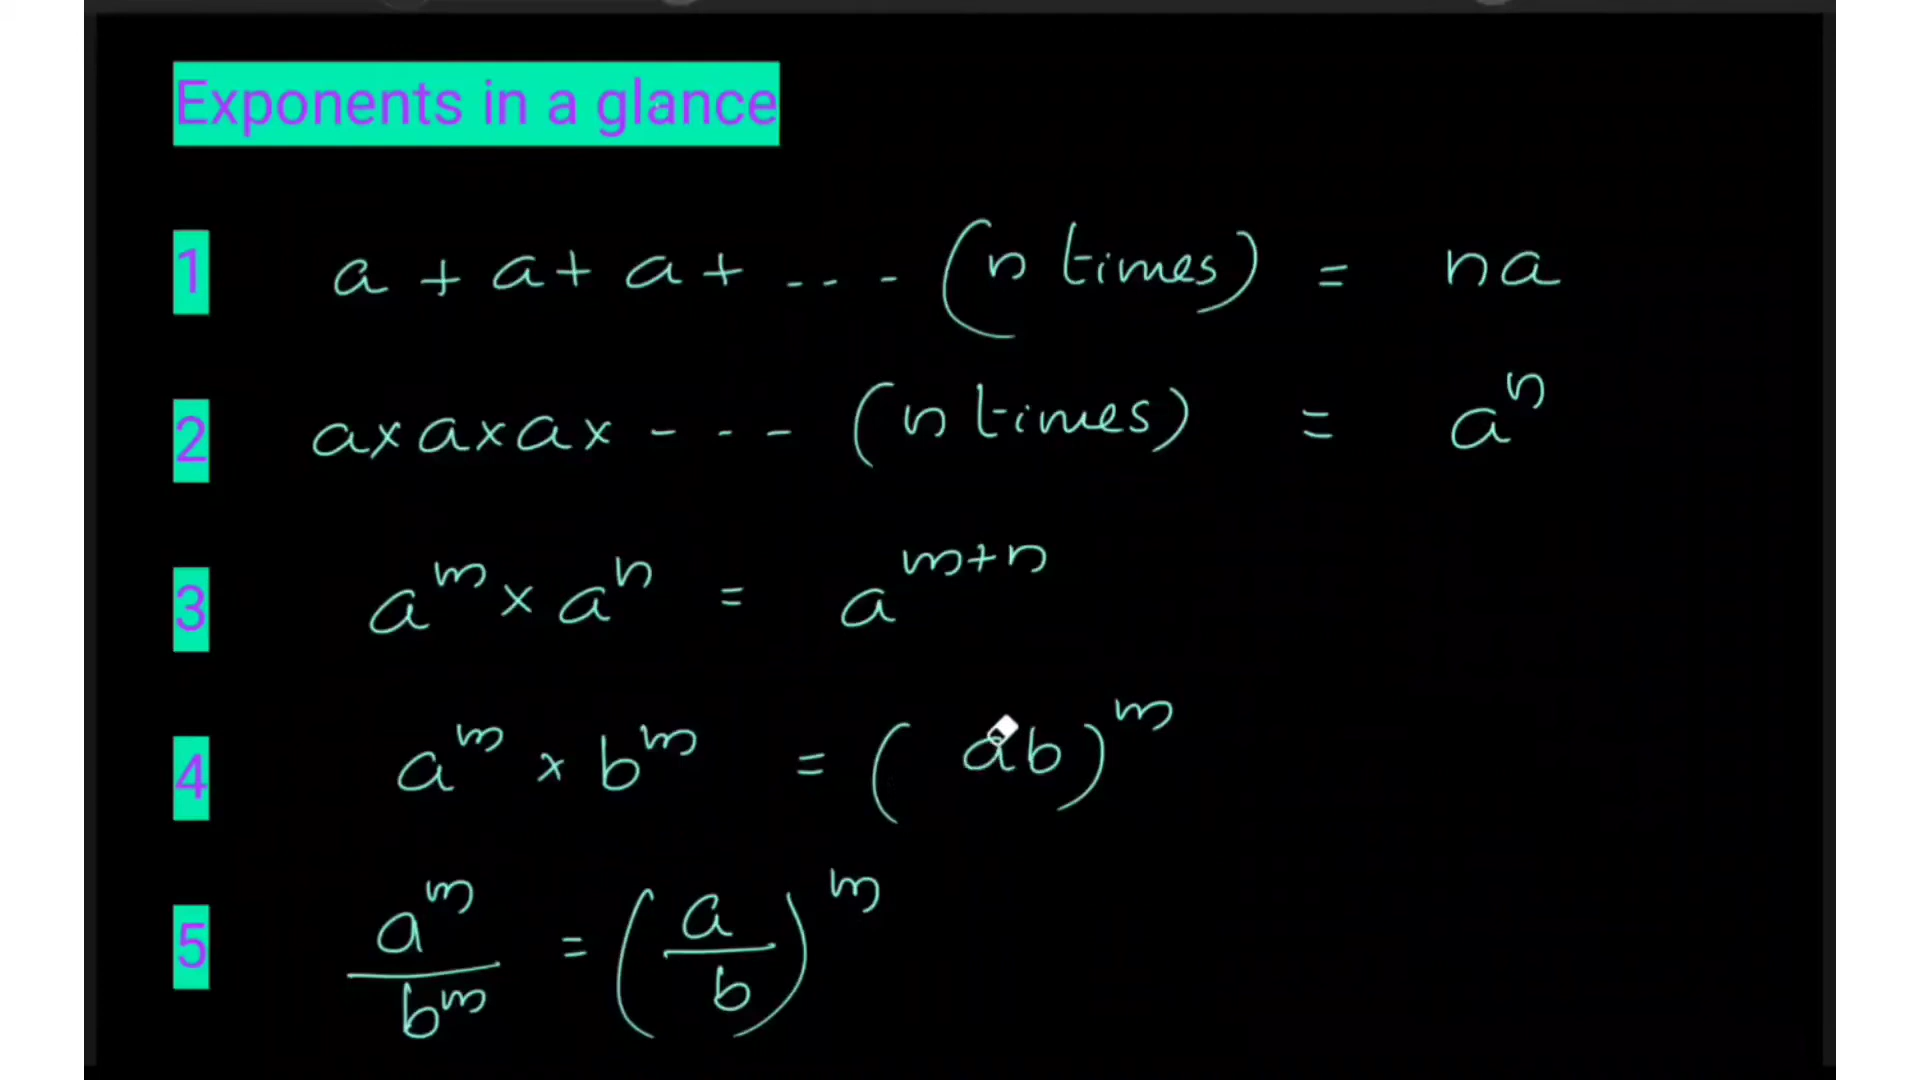 Exponents in a glance
1 a + a + a + ... - (n times) = na
2 a×a×a× - - - (n times) = aⁿ
3 aᵐ × aⁿ = aᵐ⁺ⁿ
4 aᵐ × bᵐ = (ab)ᵐ
5 aᵐ/bᵐ = (a/b)ᵐ